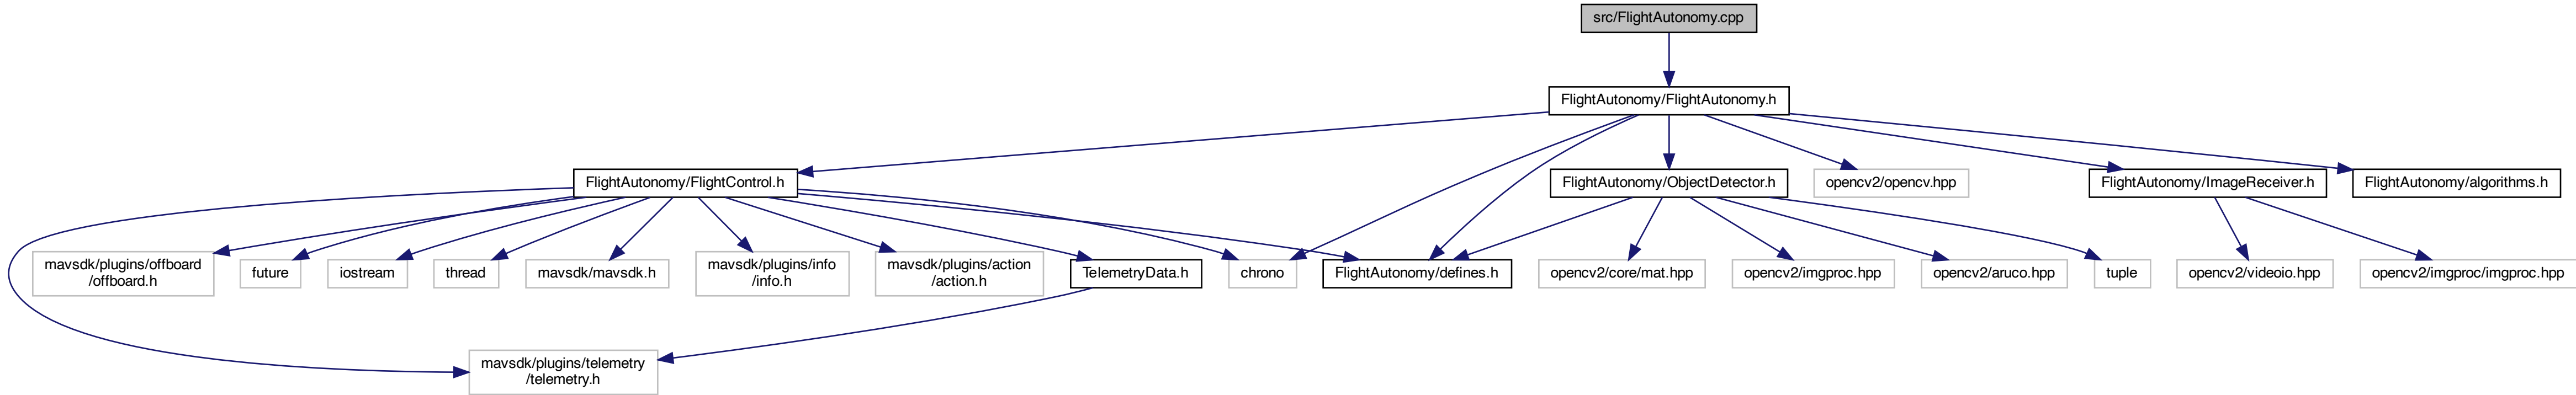 src/FlightAutonomy.cpp
FlightAutonomy/FlightAutonomy.h
FlightAutonomy/FlightControl.h
FlightAutonomy/ObjectDetector.h
opencv2/opencv.hpp
FlightAutonomy/ImageReceiver.h
FlightAutonomy/algorithms.h
mavsdk/plugins/offboard
/offboard.h
future
iostream
thread
mavsdk/mavsdk.h
mavsdk/plugins/info
/info.h
mavsdk/plugins/action
/action.h
TelemetryData.h
chrono
FlightAutonomy/defines.h
opencv2/core/mat.hpp
opencv2/imgproc.hpp
opencv2/aruco.hpp
tuple
opencv2/videoio.hpp
opencv2/imgproc/imgproc.hpp
mavsdk/plugins/telemetry
/telemetry.h